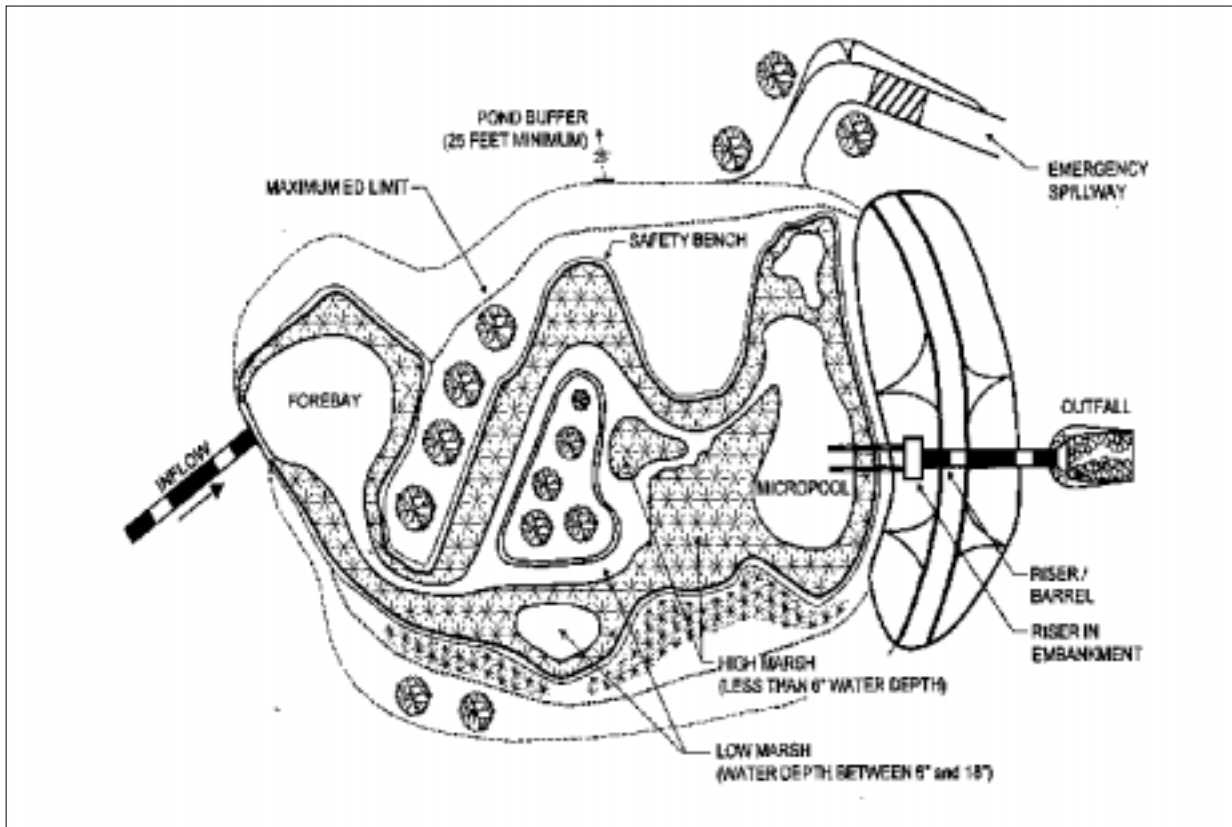 POND BUFFER
(25 FEET MINIMUM)
25'
MAXIMUM ED LIMIT
EMERGENCY
SPILLWAY
SAFETY BENCH
FOREBAY
OUTFALL
INFLOW
MICROPOOL
RISER /
BARREL
RISER IN
EMBANKMENT
HIGH MARSH
(LESS THAN 6" WATER DEPTH)
LOW MARSH
(WATER DEPTH BETWEEN 6" and 18")